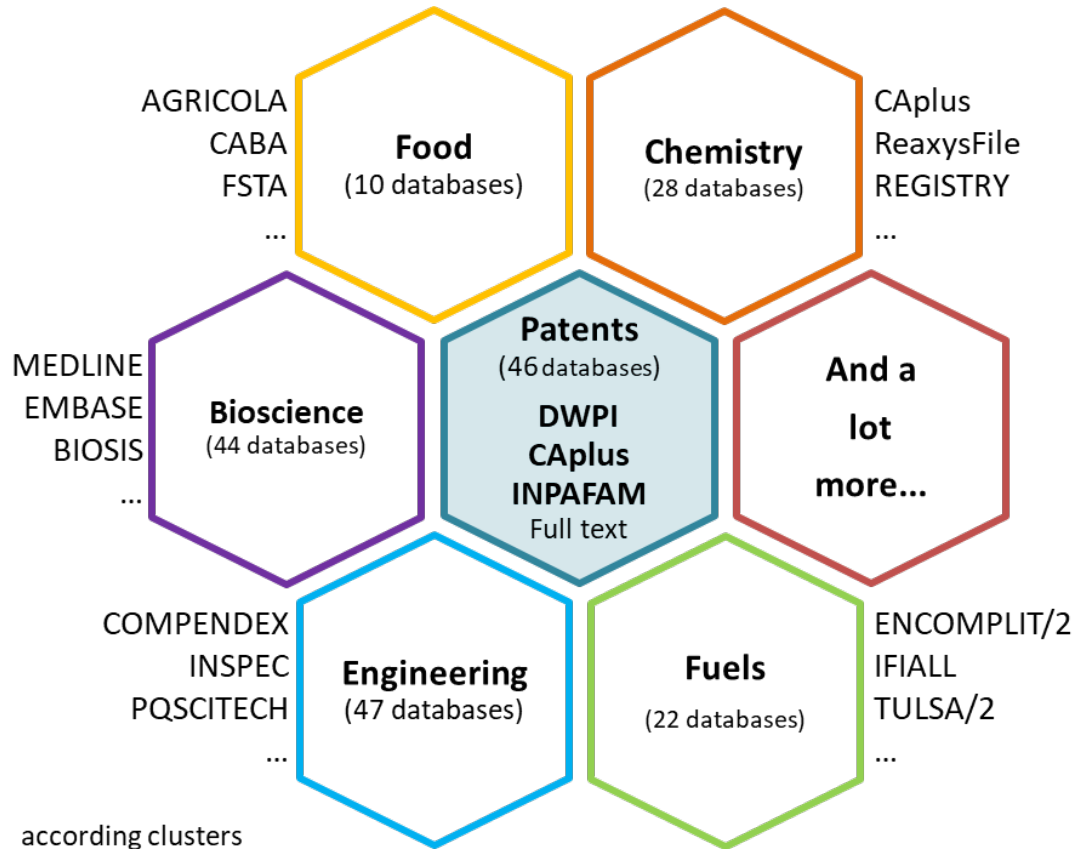 AGRICOLA
CABA
FSTA
...
Food
(10 databases)
Chemistry
(28 databases)
CAplus
ReaxysFile
REGISTRY
...
MEDLINE
EMBASE
BIOSIS
...
Bioscience
(44 databases)
Patents
(46 databases)
DWPI
CAplus
INPAFAM
Full text
And a
lot
more...
COMPENDEX
INSPEC
PQSCITECH
...
Engineering
(47 databases)
Fuels
(22 databases)
ENCOMPLIT/2
IFIALL
TULSA/2
...
according clusters